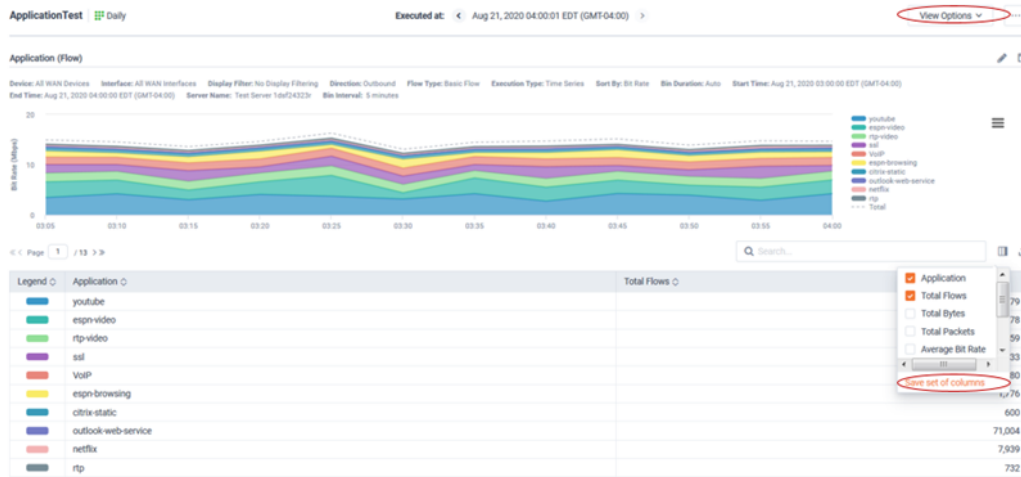 ApplicationTest Daily Executed at: Aug 21, 2020 04:00:01 EDT (GMT-04:00) View Options
Application (Flow)
Device: All WAN Devices Interface: All WAN Interfaces Display Filter: No Display Filtering Direction: Outbound Flow Type: Basic Flow Execution Type: Time Series Sort By: Bit Rate Bin Duration: Auto Start Time: Aug 21, 2020 03:00:00 EDT (GMT-04:00)
End Time: Aug 21, 2020 04:00:00 EDT (GMT-04:00) Server Name: Test Server 1def24323r Bin Interval: 5 minutes
20
10
0
Bit Rate (Mbps)
03:05 03:10 03:15 03:20 03:25 03:30 03:35 03:40 03:45 03:50 03:55 04:00
youtube
espn-video
rtp-video
ssl
VoIP
espn-browsing
citrix-static
outlook-web-service
netflix
rtp
Total
<< Page 1 / 13 >> Search...
Legend Application Total Flows
youtube 79
espn-video 78
rtp-video 59
ssl 33
VoIP 80
espn-browsing 1,776
citrix-static 600
outlook-web-service 71,004
netflix 7,939
rtp 732
Application
Total Flows
Total Bytes
Total Packets
Average Bit Rate
Save set of columns